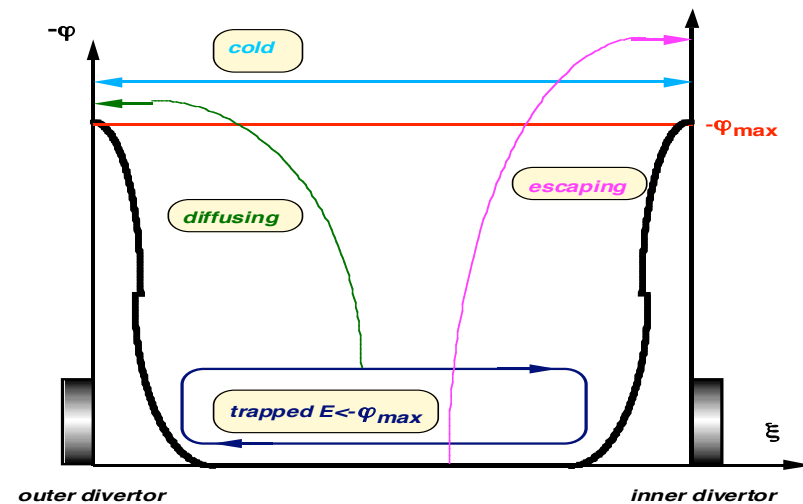 -φ
cold
-φmax
escaping
diffusing
trapped E<-φmax
ξ
outer divertor
inner divertor